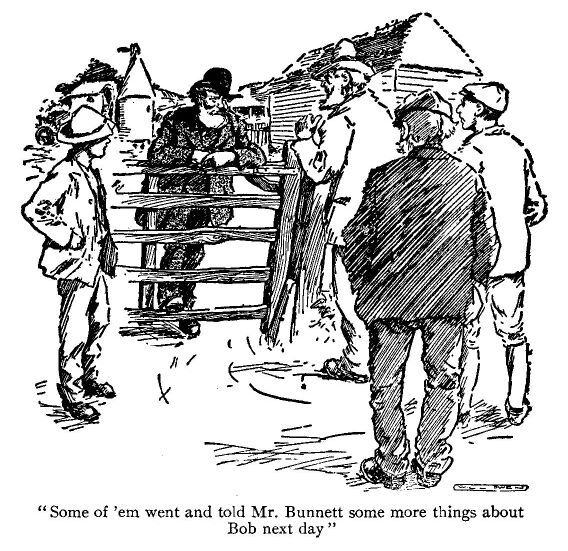 "Some of 'em went and told Mr. Bunnett some more things about
Bob next day"